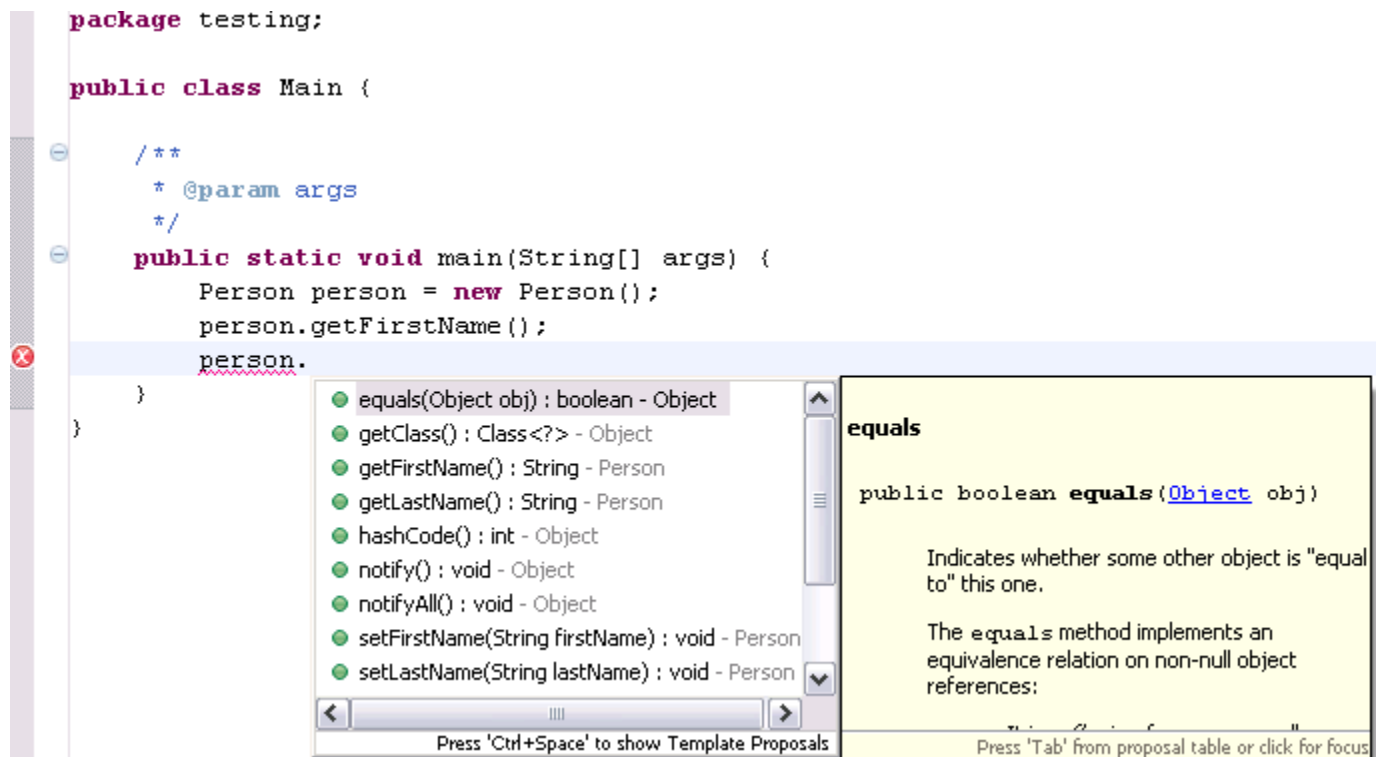 package testing;
public class Main {
/**
* @param args
*/
public static void main(String[] args) {
Person person = new Person();
person.getFirstName();
person.
}
}
equals(Object obj) : boolean - Object
getClass() : Class<?> - Object
getFirstName() : String - Person
getLastName() : String - Person
hashCode() : int - Object
notify() : void - Object
notifyAll() : void - Object
setFirstName(String firstName) : void - Person
setLastName(String lastName) : void - Person
Press 'Ctrl+Space' to show Template Proposals
equals
public boolean equals(Object obj)
Indicates whether some other object is "equal
to" this one.
The equals method implements an
equivalence relation on non-null object
references:
Press 'Tab' from proposal table or click for focus